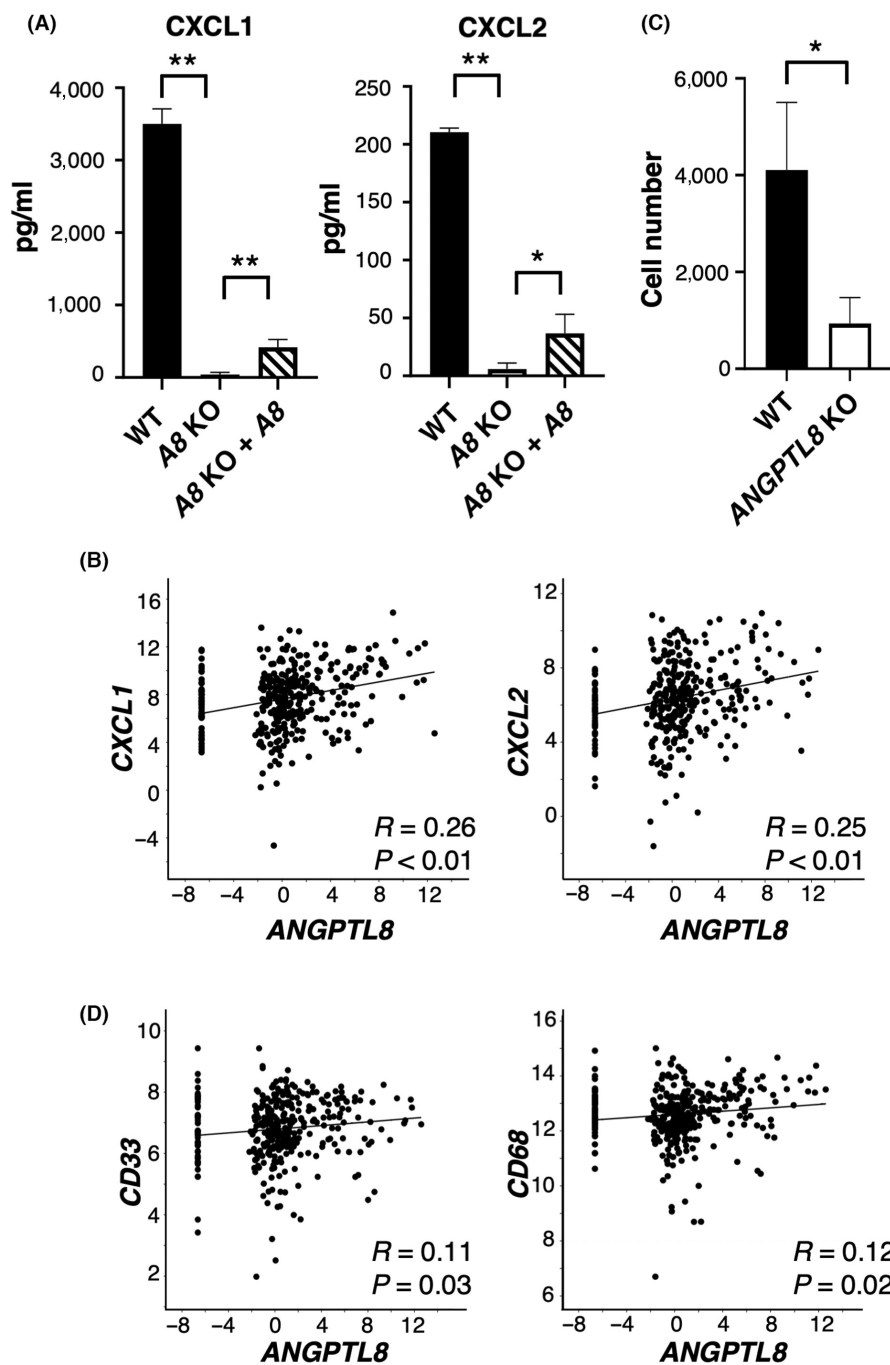 (A)
CXCL1
**
4,000
3,000
2,000
1,000
0
pg/ml
**
WT
A8 KO
A8 KO + A8
CXCL2
**
250
200
150
100
50
0
pg/ml
*
WT
A8 KO
A8 KO + A8
(C)
*
6,000
4,000
2,000
0
Cell number
WT
ANGPTL8 KO
(B)
16
12
8
4
0
−4
CXCL1
R = 0.26
P < 0.01
−8 −4 0 4 8 12
ANGPTL8
12
8
4
0
CXCL2
R = 0.25
P < 0.01
−8 −4 0 4 8 12
ANGPTL8
(D)
10
8
6
4
2
CD33
R = 0.11
P = 0.03
−8 −4 0 4 8 12
ANGPTL8
16
14
12
10
8
6
CD68
R = 0.12
P = 0.02
−8 −4 0 4 8 12
ANGPTL8